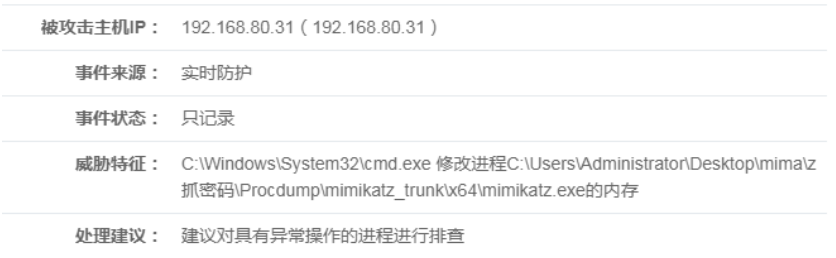 被攻击主机IP： 192.168.80.31（192.168.80.31）
事件来源： 实时防护
事件状态： 只记录
威胁特征： C:\Windows\System32\cmd.exe 修改进程C:\Users\Administrator\Desktop\mima\z
抓密码\Procdump\mimikatz_trunk\x64\mimikatz.exe的内存
处理建议： 建议对具有异常操作的进程进行排查